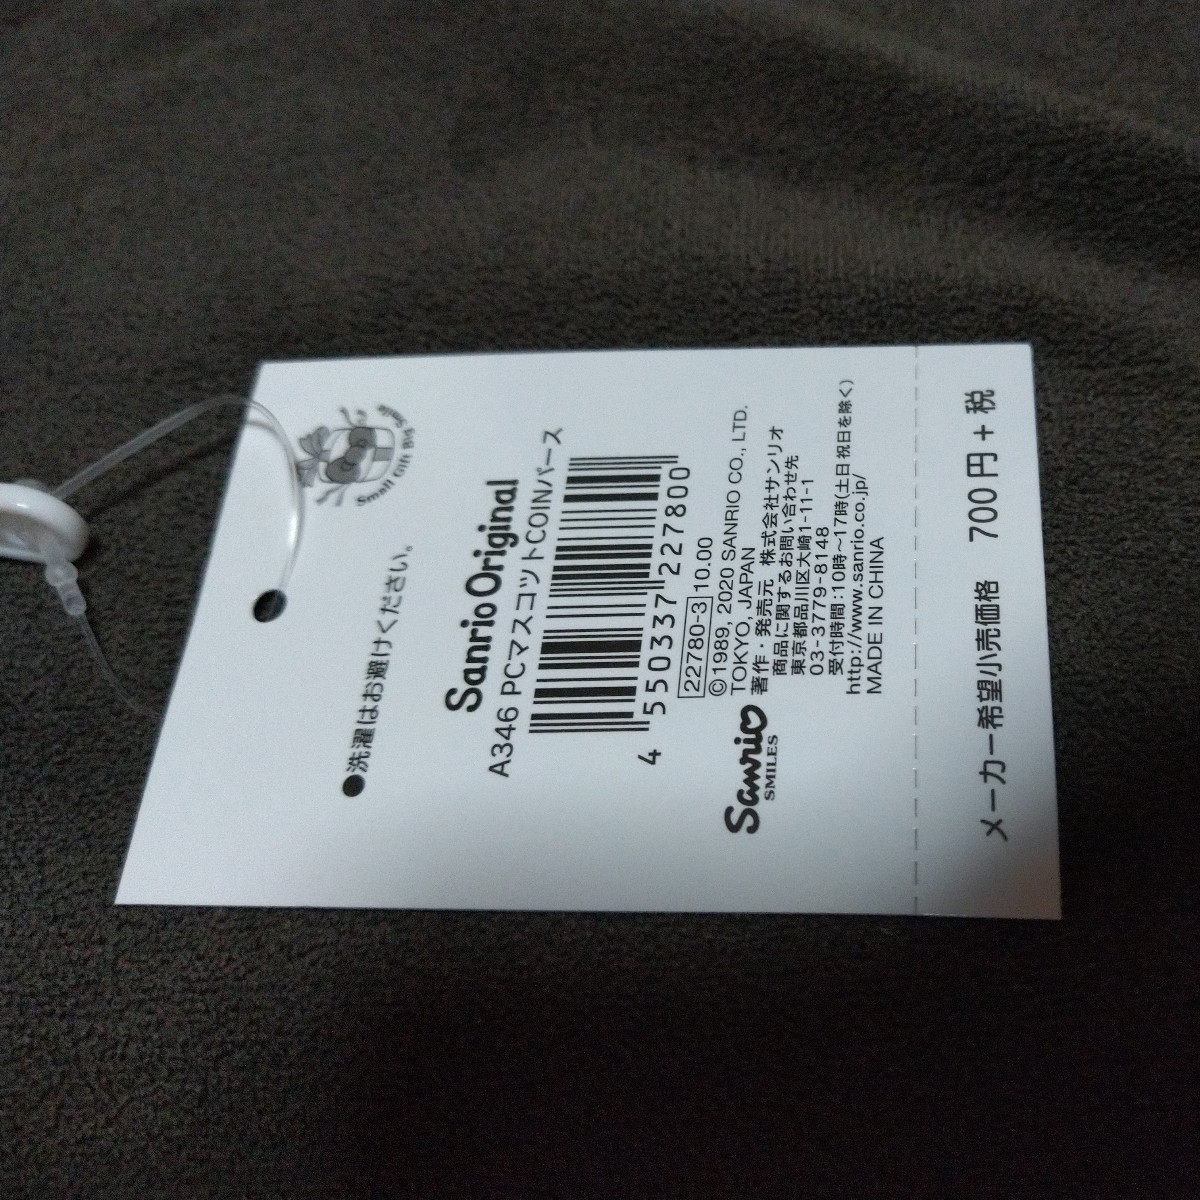 Small Gift Big Smile
●洗濯はお避けください。
Sanrio Original
A346 PCマスコットCOINパース
4 550337 227800
22780-3 10.00
©1989, 2020 SANRIO CO., LTD.
TOKYO, JAPAN
著作・発売元 株式会社サンリオ
商品に関するお問い合わせ先
東京都品川区大崎1-11-1
03-3779-8148
受付時間:10時〜17時(土日祝日を除く)
http://www.sanrio.co.jp/
MADE IN CHINA
Sanrio
SMILES
メーカー希望小売価格 700円+税